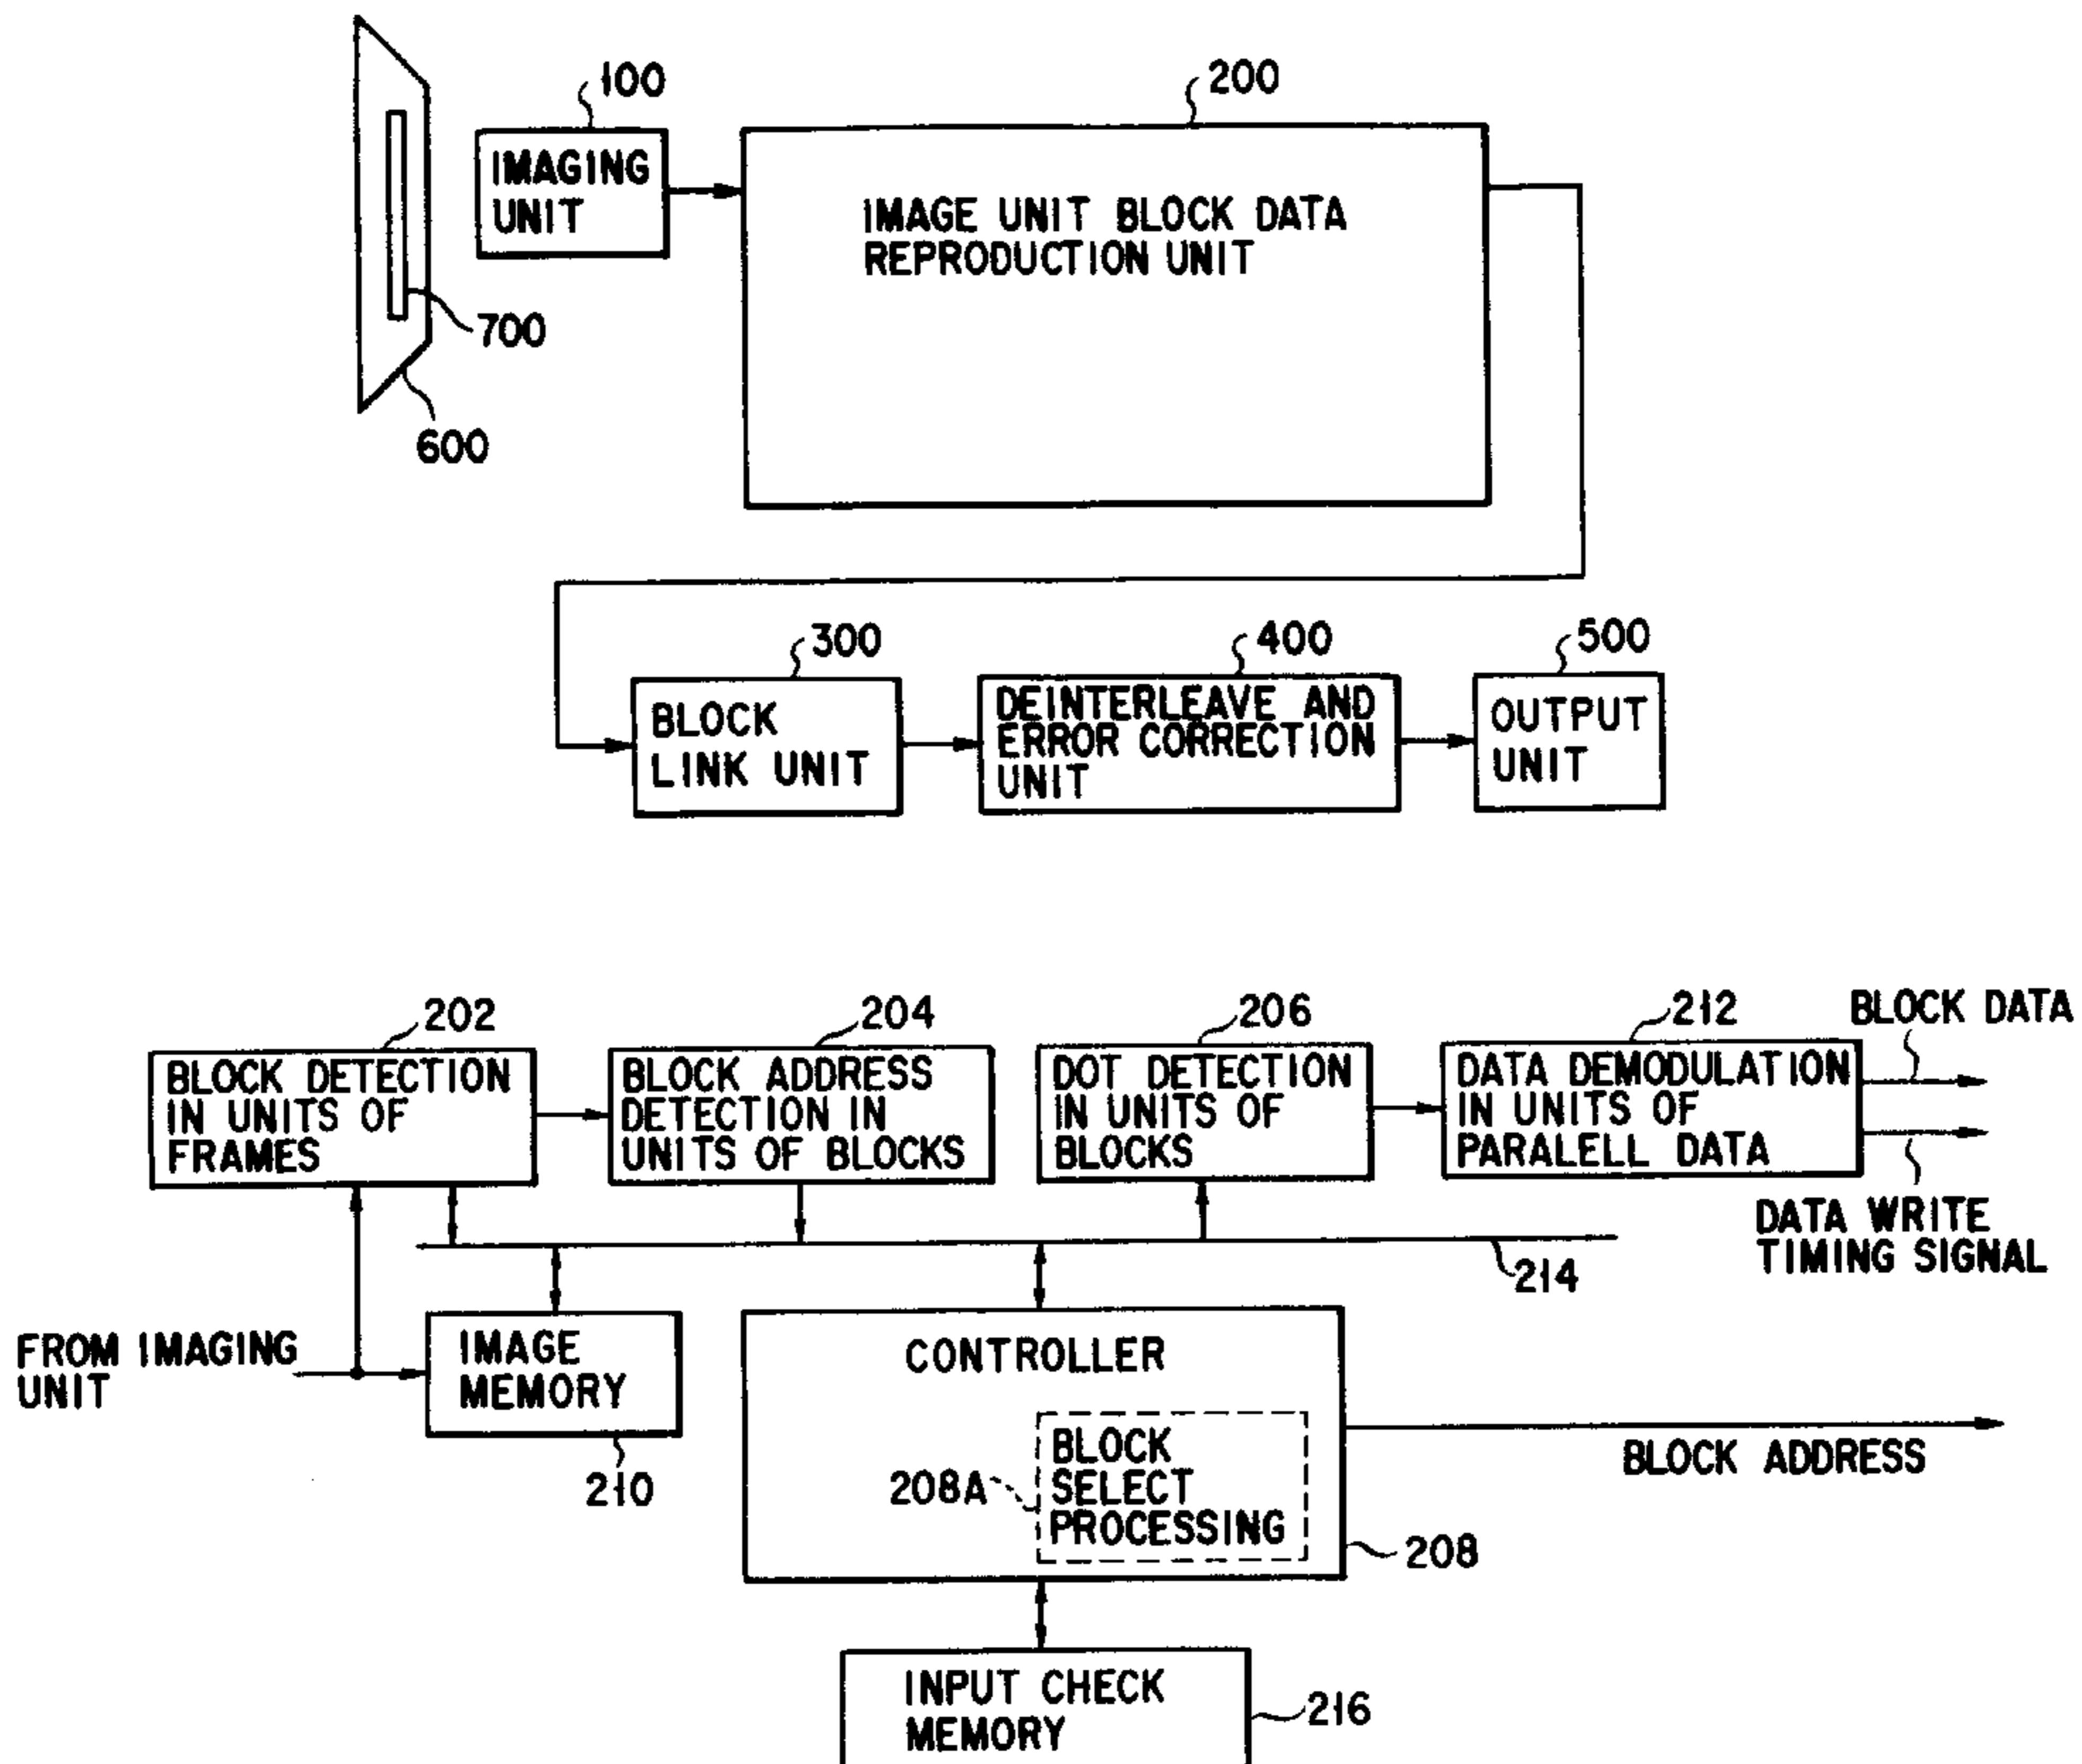 100
200
IMAGING
UNIT
IMAGE UNIT BLOCK DATA
REPRODUCTION UNIT
700
600
300
400
500
BLOCK
LINK UNIT
DEINTERLEAVE AND
ERROR CORRECTION
UNIT
OUTPUT
UNIT
202
204
206
212
BLOCK DATA
BLOCK DETECTION
IN UNITS OF
FRAMES
BLOCK ADDRESS
DETECTION IN
UNITS OF BLOCKS
DOT DETECTION
IN UNITS OF
BLOCKS
DATA DEMODULATION
IN UNITS OF
PARALELL DATA
DATA WRITE
TIMING SIGNAL
214
FROM IMAGING
UNIT
IMAGE
MEMORY
210
CONTROLLER
BLOCK
SELECT
PROCESSING
208A
208
BLOCK ADDRESS
INPUT CHECK
MEMORY
216